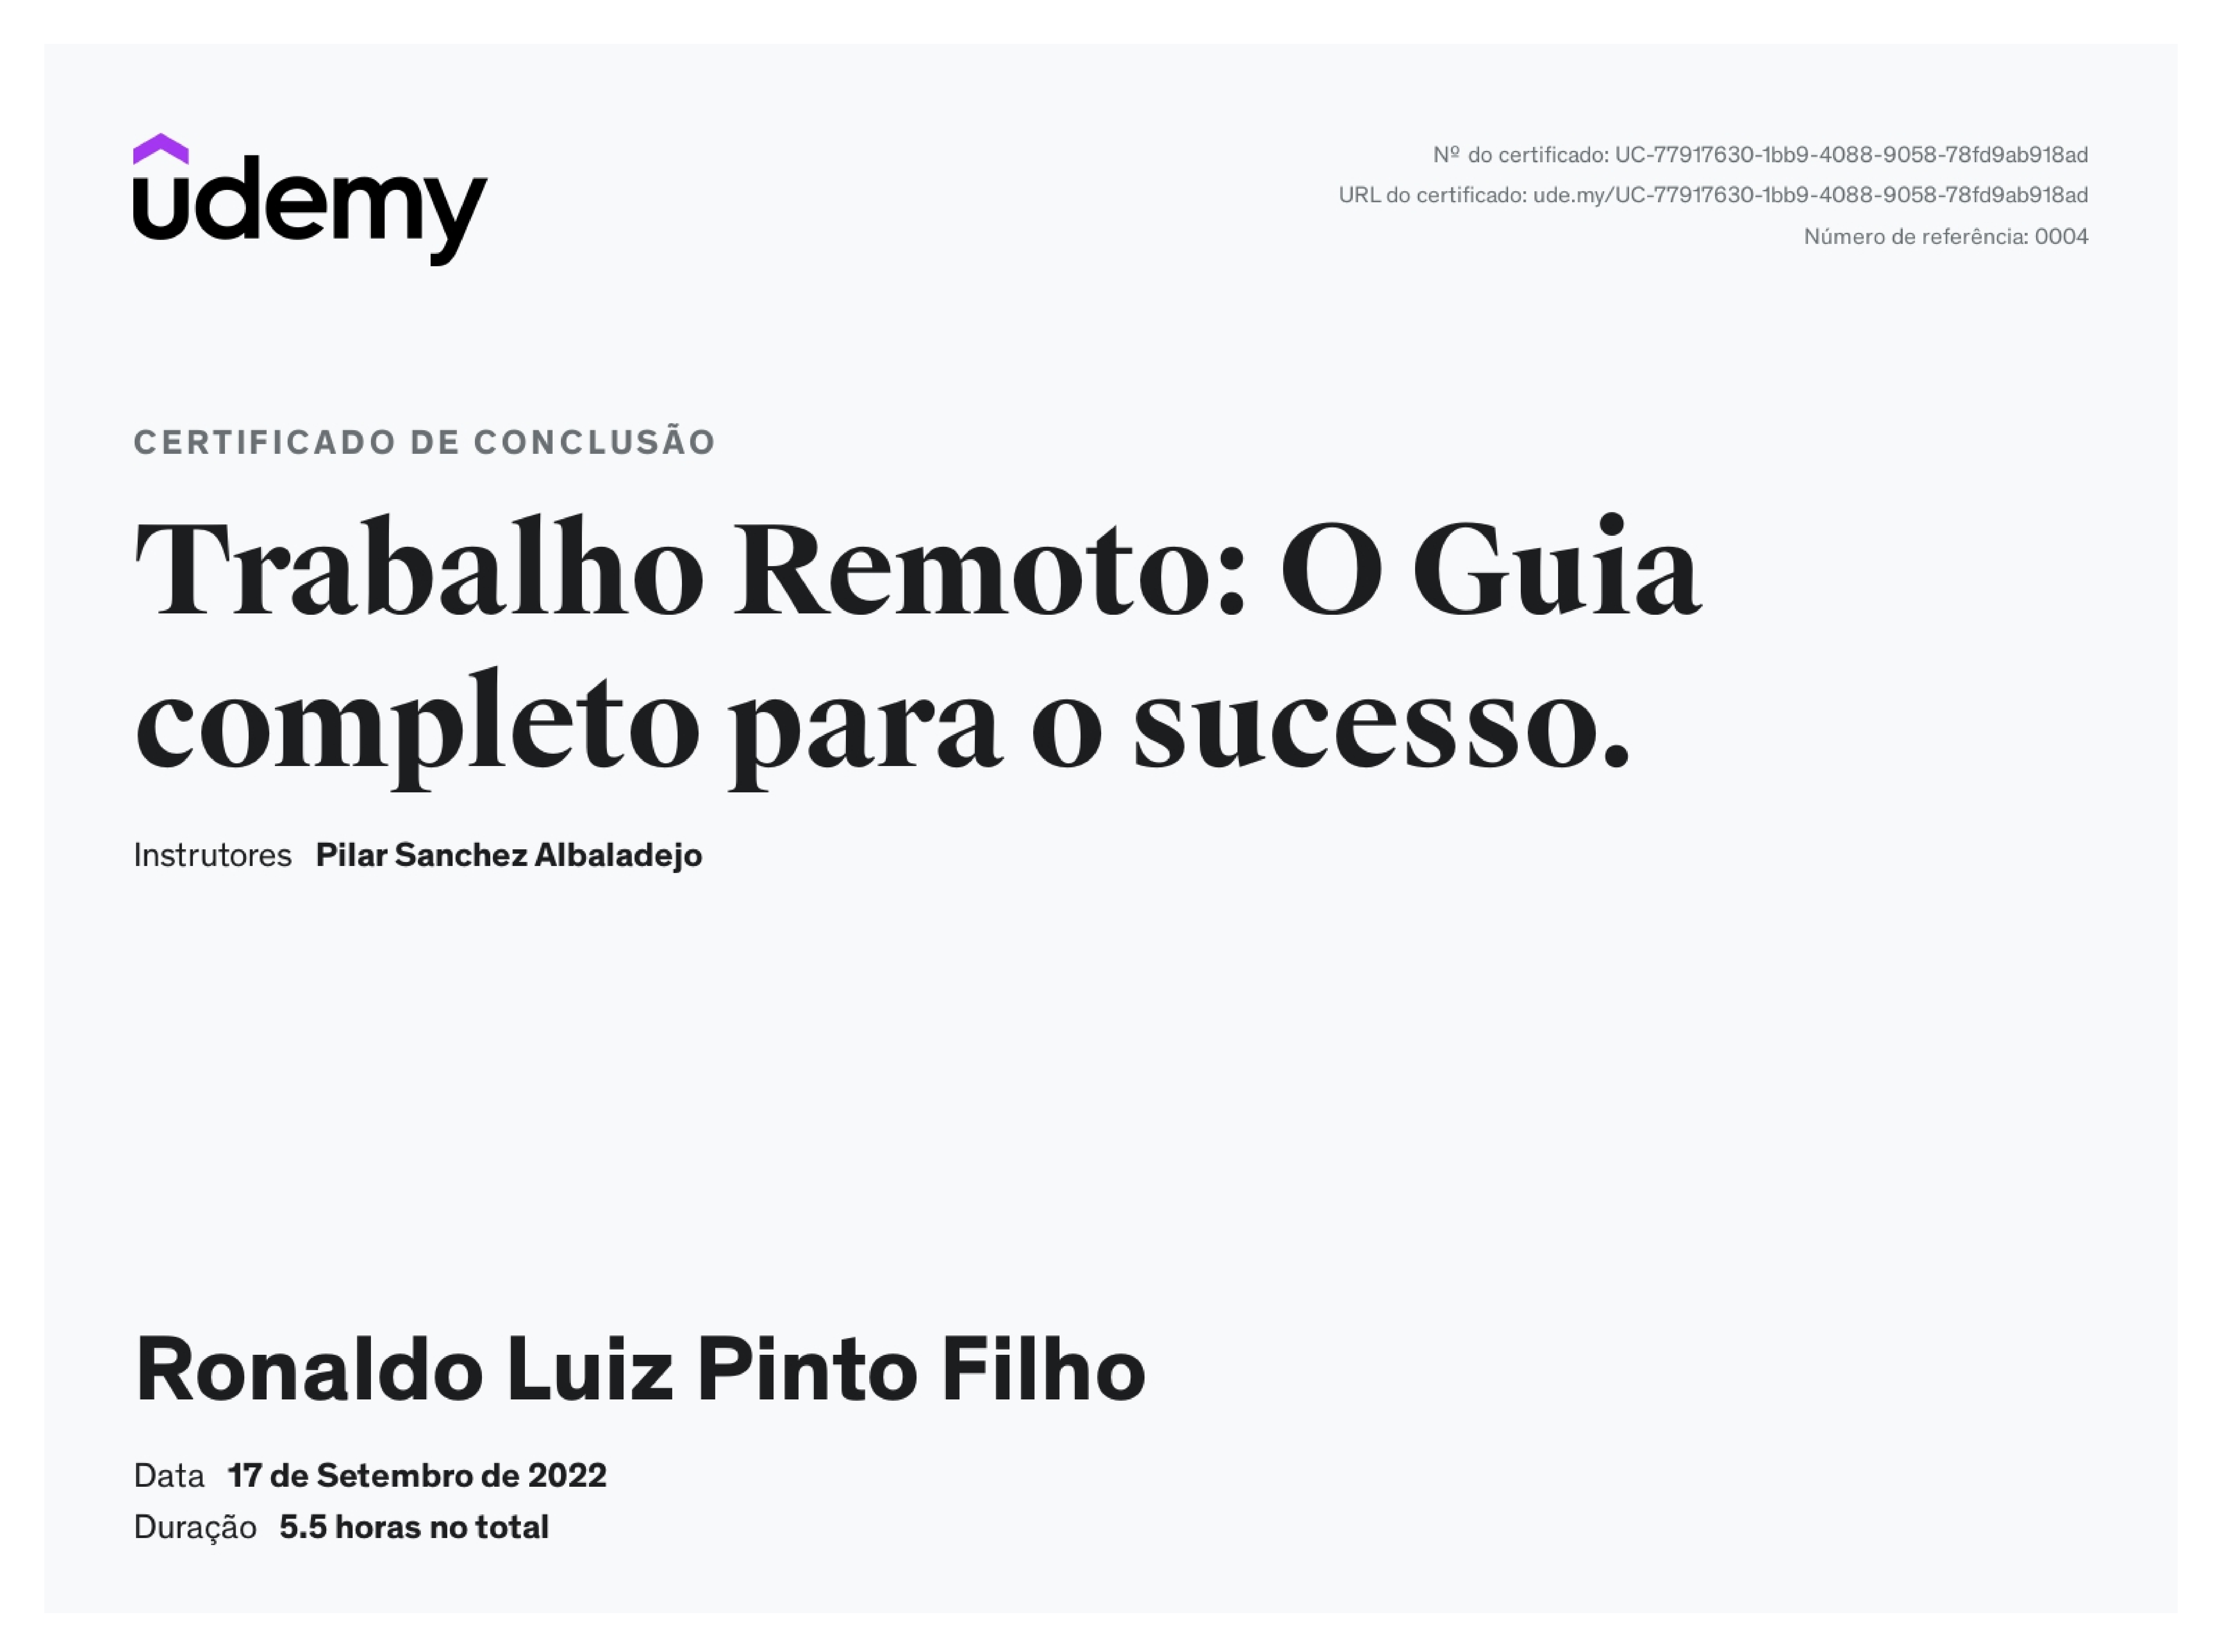 udemy
Nº do certificado: UC-77917630-1bb9-4088-9058-78fd9ab918ad
URL do certificado: ude.my/UC-77917630-1bb9-4088-9058-78fd9ab918ad
Número de referência: 0004
CERTIFICADO DE CONCLUSÃO
Trabalho Remoto: O Guia
completo para o sucesso.
Instrutores Pilar Sanchez Albaladejo
Ronaldo Luiz Pinto Filho
Data 17 de Setembro de 2022
Duração 5.5 horas no total